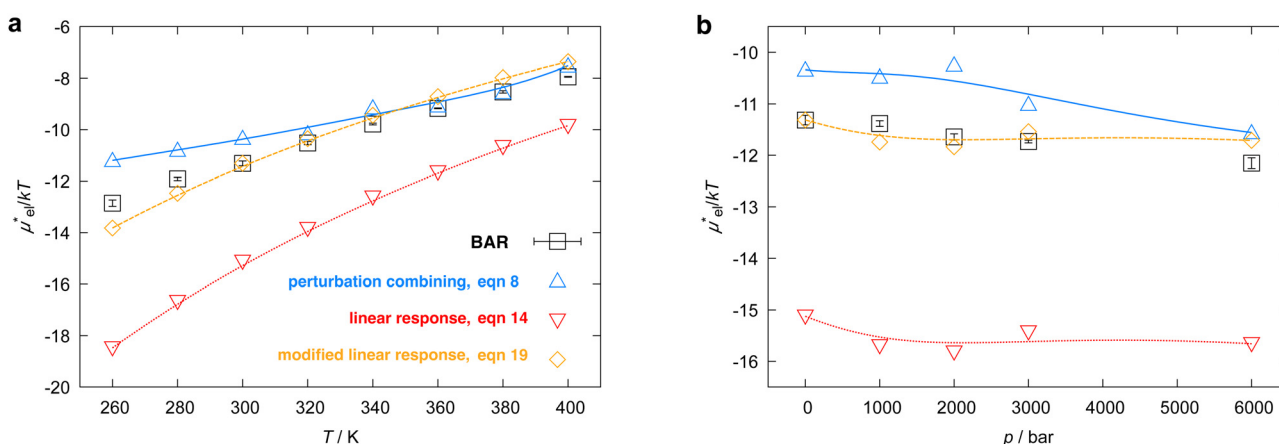 a
-6
-8
-10
-12
-14
-16
-18
-20
μ*el/kT
260 280 300 320 340 360 380 400
T / K
BAR
perturbation combining, eqn 8
linear response, eqn 14
modified linear response, eqn 19
b
-10
-11
-12
-13
-14
-15
-16
μ*el/kT
0 1000 2000 3000 4000 5000 6000
p / bar